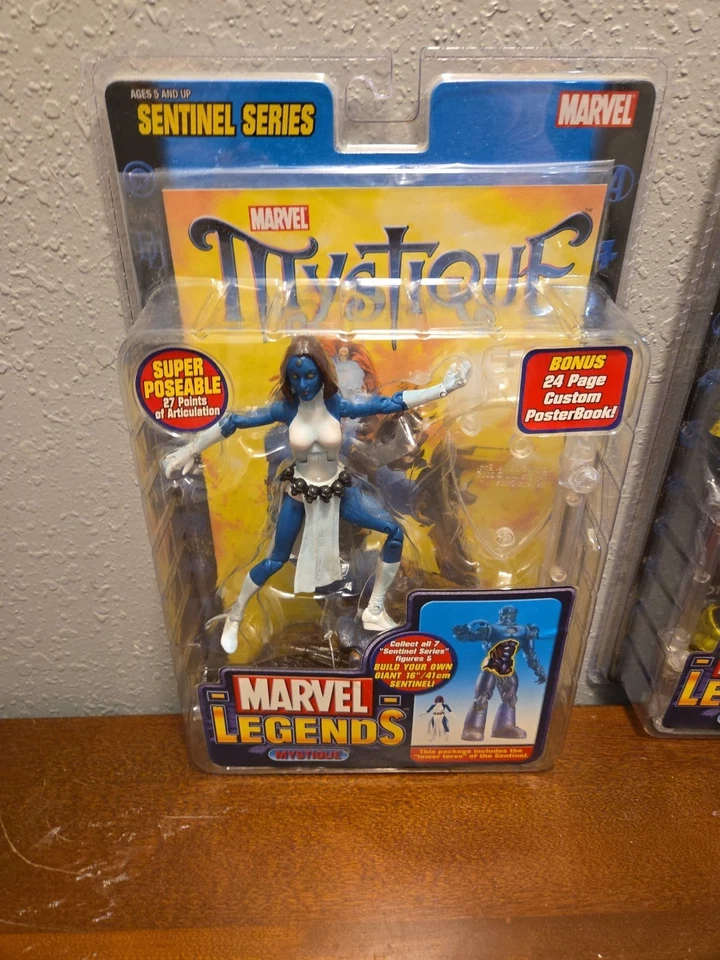 AGES 5 AND UP
SENTINEL SERIES
MARVEL
MARVEL
MYSTIQUE
SUPER
POSEABLE
27 Points
of Articulation
BONUS
24 Page
Custom
PosterBook!
Collect all 7
"Sentinel Series"
figures &
BUILD YOUR OWN
GIANT 16"/41cm
SENTINEL!
MARVEL
LEGENDS
MYSTIQUE
This package includes the
"lower torso" of the Sentinel.
LE